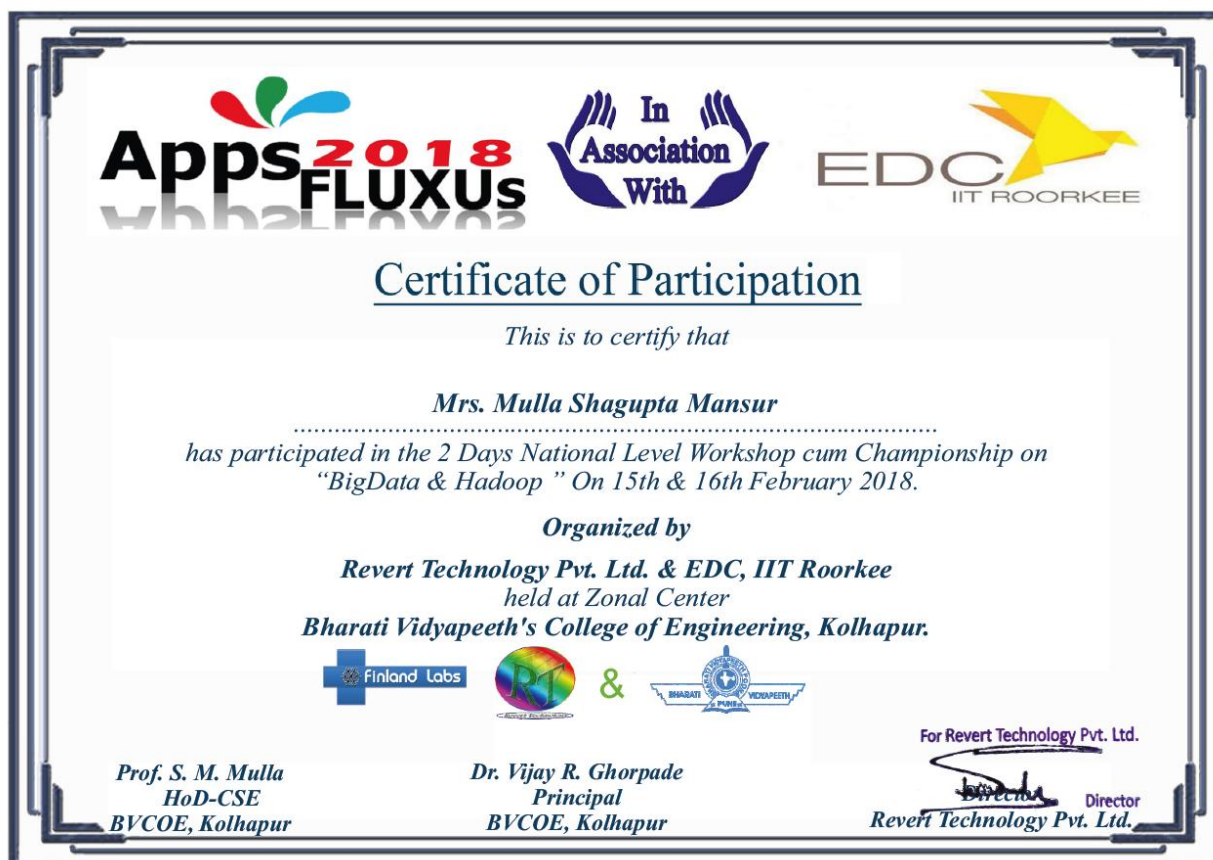 Apps 2018
FLUXUs
In
Association
With
EDC
IIT ROORKEE
Certificate of Participation
This is to certify that
Mrs. Mulla Shagupta Mansur
has participated in the 2 Days National Level Workshop cum Championship on
“BigData & Hadoop ” On 15th & 16th February 2018.
Organized by
Revert Technology Pvt. Ltd. & EDC, IIT Roorkee
held at Zonal Center
Bharati Vidyapeeth's College of Engineering, Kolhapur.
Finland Labs
RT
Revert Technology
&
BHARATI VIDYAPEETH
PUNE
Prof. S. M. Mulla
HoD-CSE
BVCOE, Kolhapur
Dr. Vijay R. Ghorpade
Principal
BVCOE, Kolhapur
For Revert Technology Pvt. Ltd.
Director
Director
Revert Technology Pvt. Ltd.